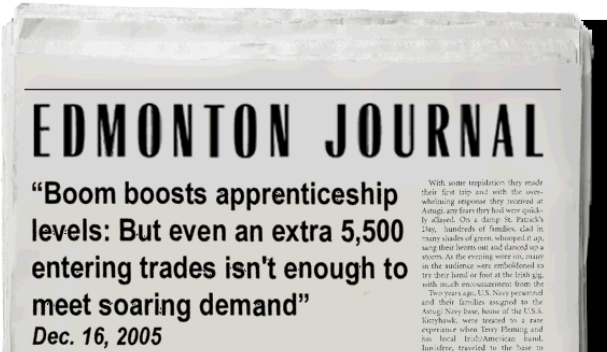 EDMONTON JOURNAL
“Boom boosts apprenticeship
levels: But even an extra 5,500
entering trades isn't enough to
meet soaring demand”
Dec. 16, 2005
With some trepidation they made
their first trip and with the over-
whelming response they received at
Astugi, any fears they had were quick-
ly allayed. On a damp St. Patrick's
Day, hundreds of families, clad in
many shades of green, whooped it up,
sang their hearts out and danced up a
storm. As the evening wore on, many
in the audience were emboldened to
try their hand or foot at the Irish gig,
with much encouragement from the
Two years ago, U.S. Navy personnel
and their families assigned to the
Astugi Navy base, home of the U.S.S.
Kittyhawk, were treated to a rare
experience when Terry Fleming and
his local Irish/American band,
Innisfree, traveled to the base to